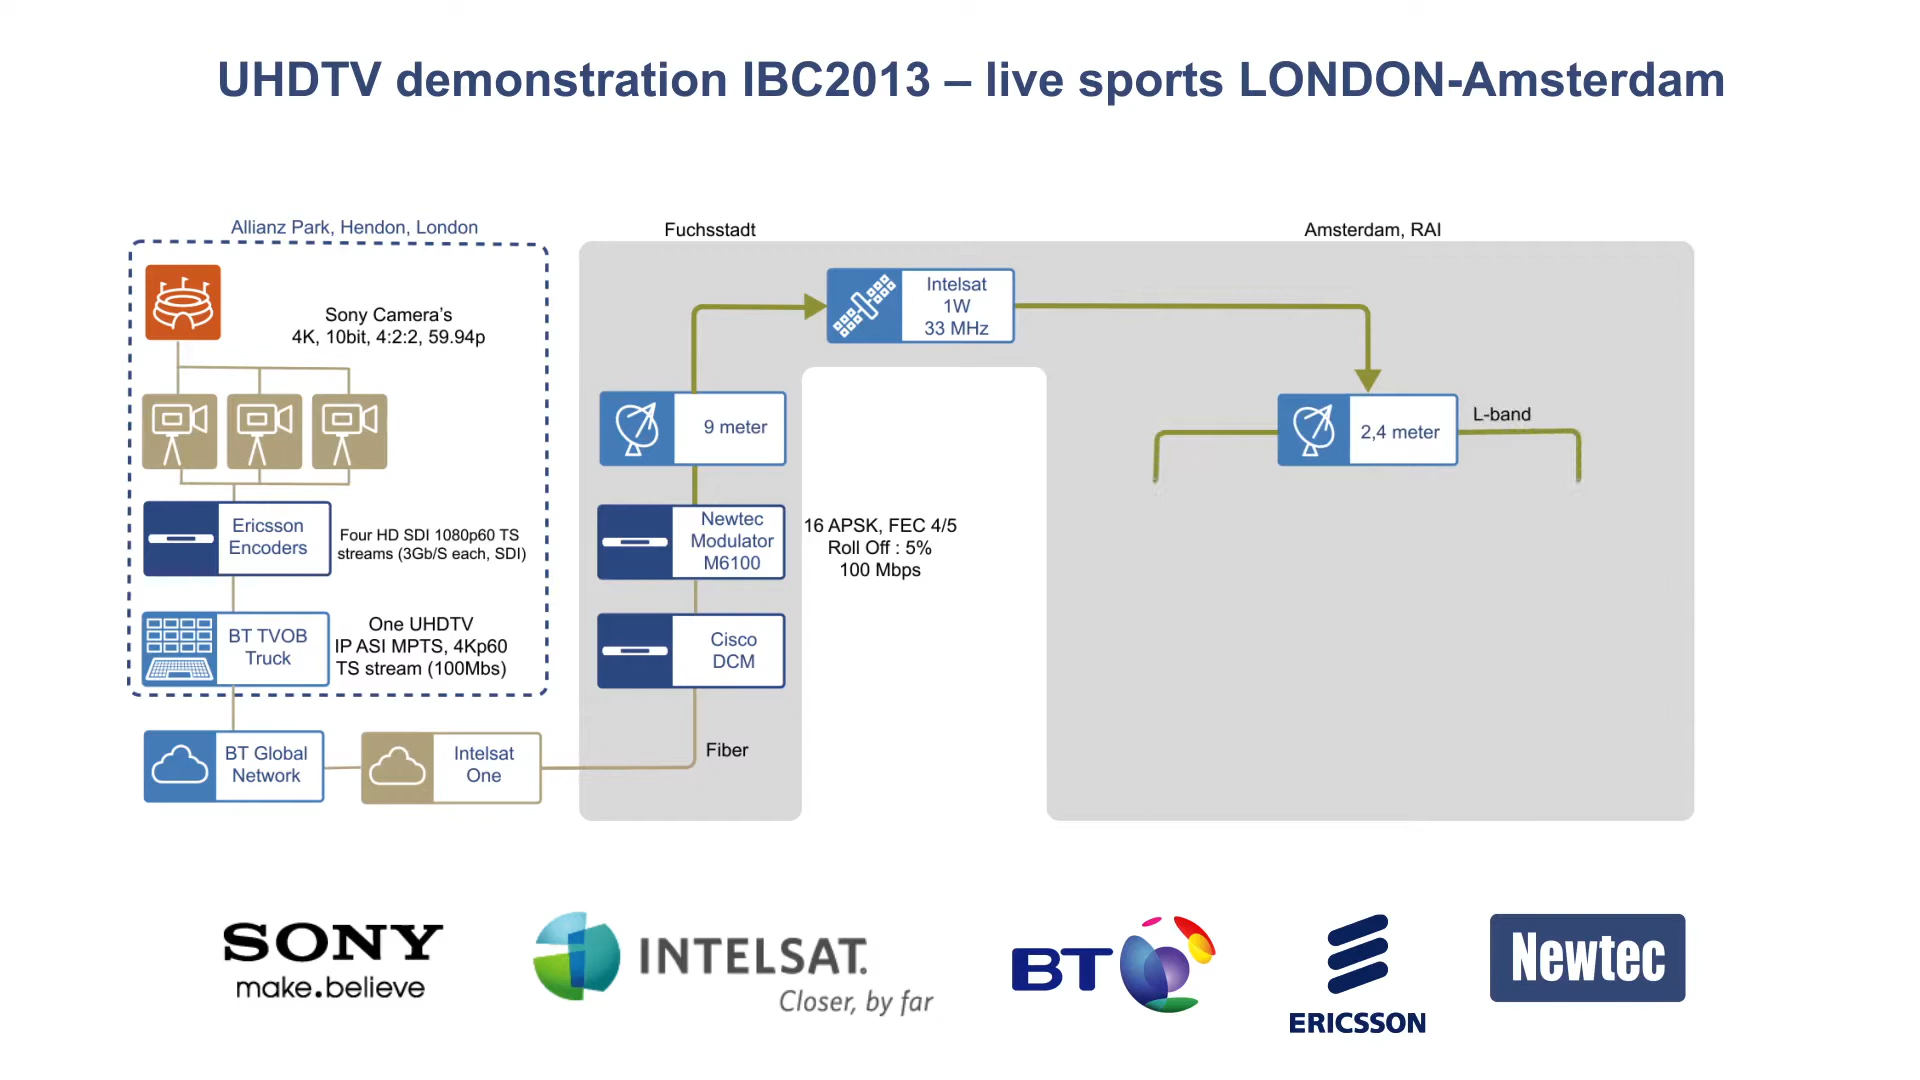 UHDTV demonstration IBC2013 – live sports LONDON-Amsterdam
Allianz Park, Hendon, London
Sony Camera's
4K, 10bit, 4:2:2, 59.94p
Ericsson
Encoders
Four HD SDI 1080p60 TS
streams (3Gb/S each, SDI)
BT TVOB
Truck
One UHDTV
IP ASI MPTS, 4Kp60
TS stream (100Mbs)
BT Global
Network
Intelsat
One
Fiber
Fuchsstadt
9 meter
Newtec
Modulator
M6100
16 APSK, FEC 4/5
Roll Off : 5%
100 Mbps
Cisco
DCM
Intelsat
1W
33 MHz
Amsterdam, RAI
2,4 meter
L-band
SONY
make.believe
INTELSAT.
Closer, by far
BT
ERICSSON
Newtec